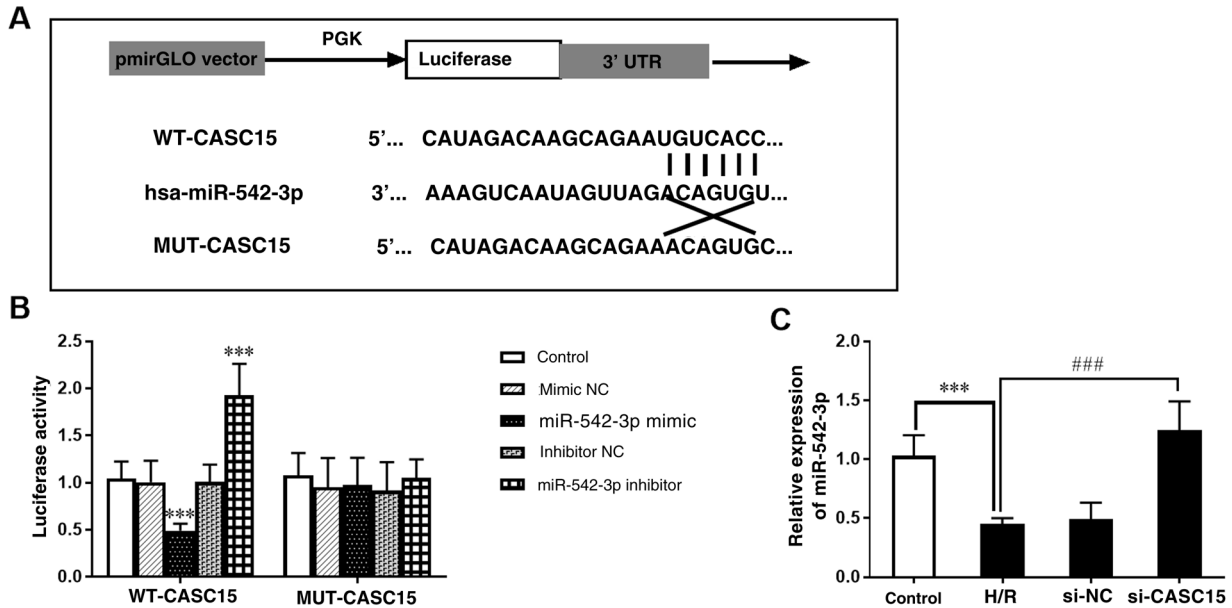 A
pmirGLO vector PGK Luciferase 3' UTR
WT-CASC15 5'... CAUAGACAAGCAGAAUGUCACC...
hsa-miR-542-3p 3'... AAAGUCAAUAGUUAGACAGUGU...
MUT-CASC15 5'... CAUAGACAAGCAGAAACAGUGC...
B
Luciferase activity
2.5
2.0
1.5
1.0
0.5
0.0
***
***
WT-CASC15 MUT-CASC15
Control
Mimic NC
miR-542-3p mimic
Inhibitor NC
miR-542-3p inhibitor
C
Relative expression
of miR-542-3p
2.0
1.5
1.0
0.5
0.0
***
###
Control H/R si-NC si-CASC15